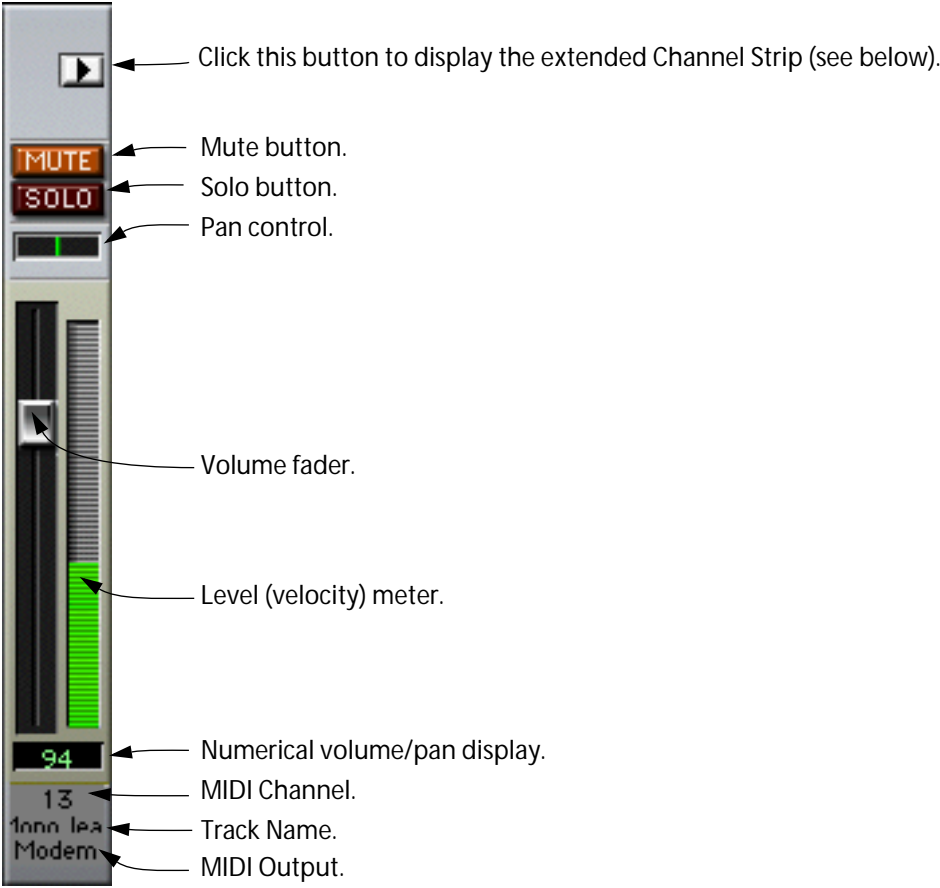 Click this button to display the extended Channel Strip (see below).
MUTE
Mute button.
SOLO
Solo button.
Pan control.
Volume fader.
Level (velocity) meter.
94
Numerical volume/pan display.
13
MIDI Channel.
Track Name.
Modem
MIDI Output.